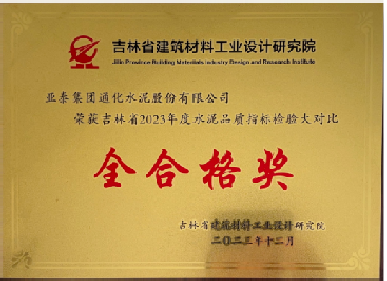 吉林省建筑材料工业设计研究院
Jilin Province Building Materials Industry Design and Research Institute
亚泰集团通化水泥股份有限公司
荣获吉林省2023年度水泥品质指标检验大对比
全合格奖
吉林省建筑材料工业设计研究院
二〇二三年十二月